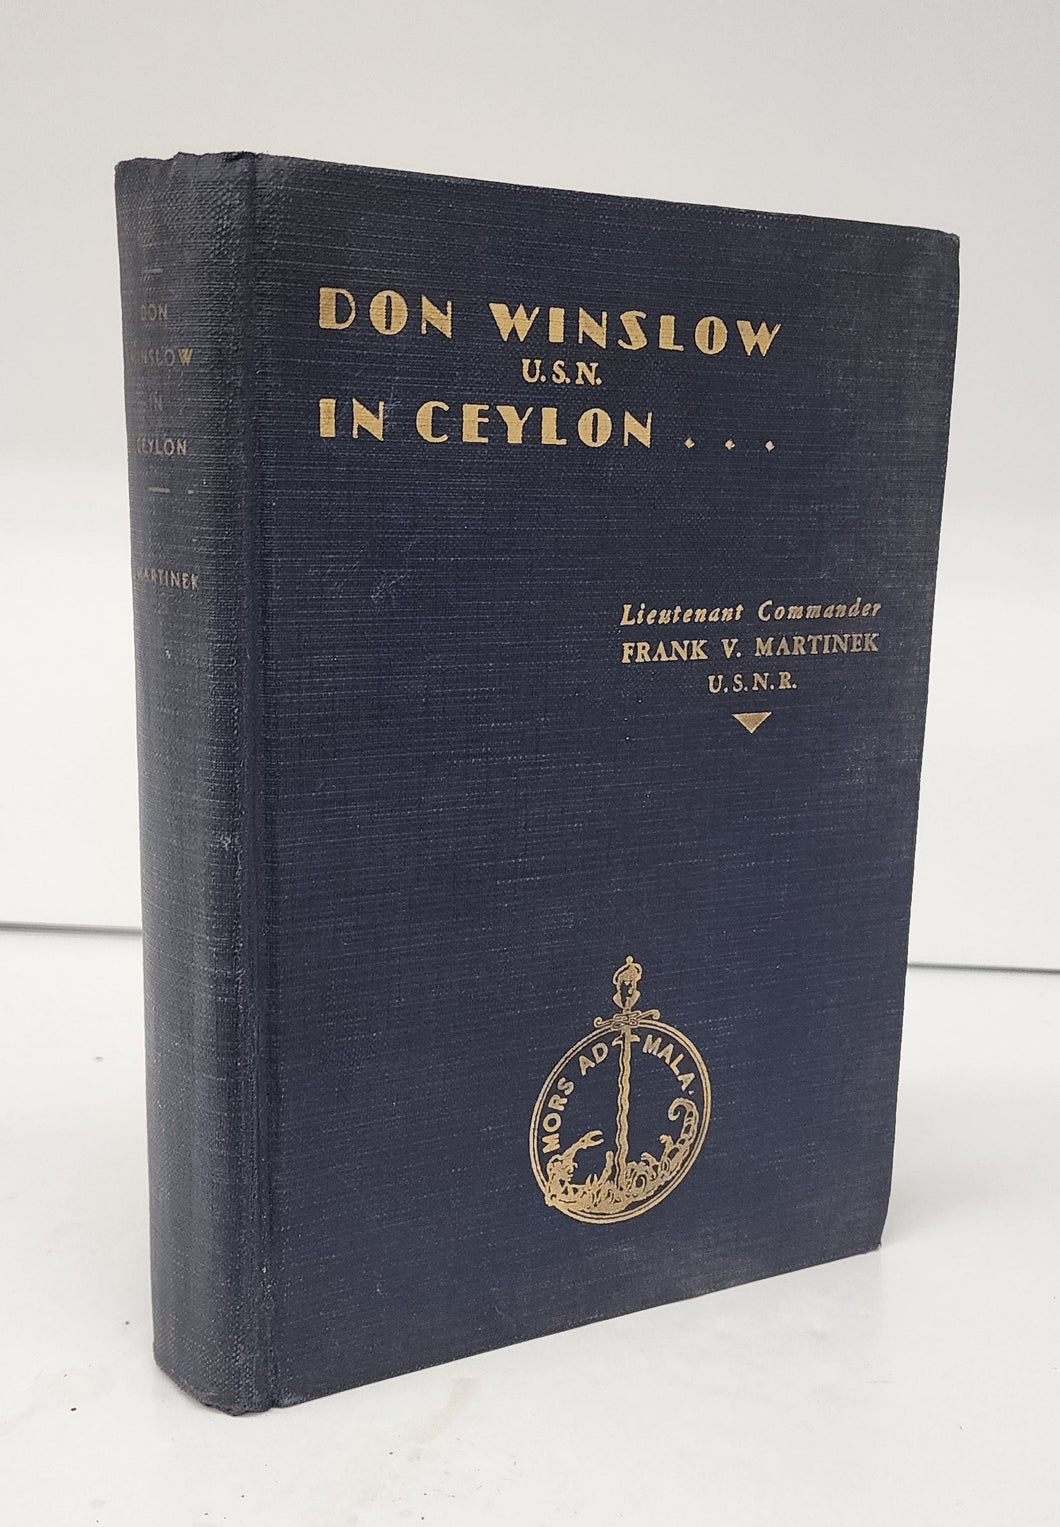 DON WINSLOW
U.S.N.
IN CEYLON . . .
Lieutenant Commander
FRANK V. MARTINEK
U.S.N.R.
MORS AD MALA
DON
WINSLOW
IN
CEYLON
MARTINEK